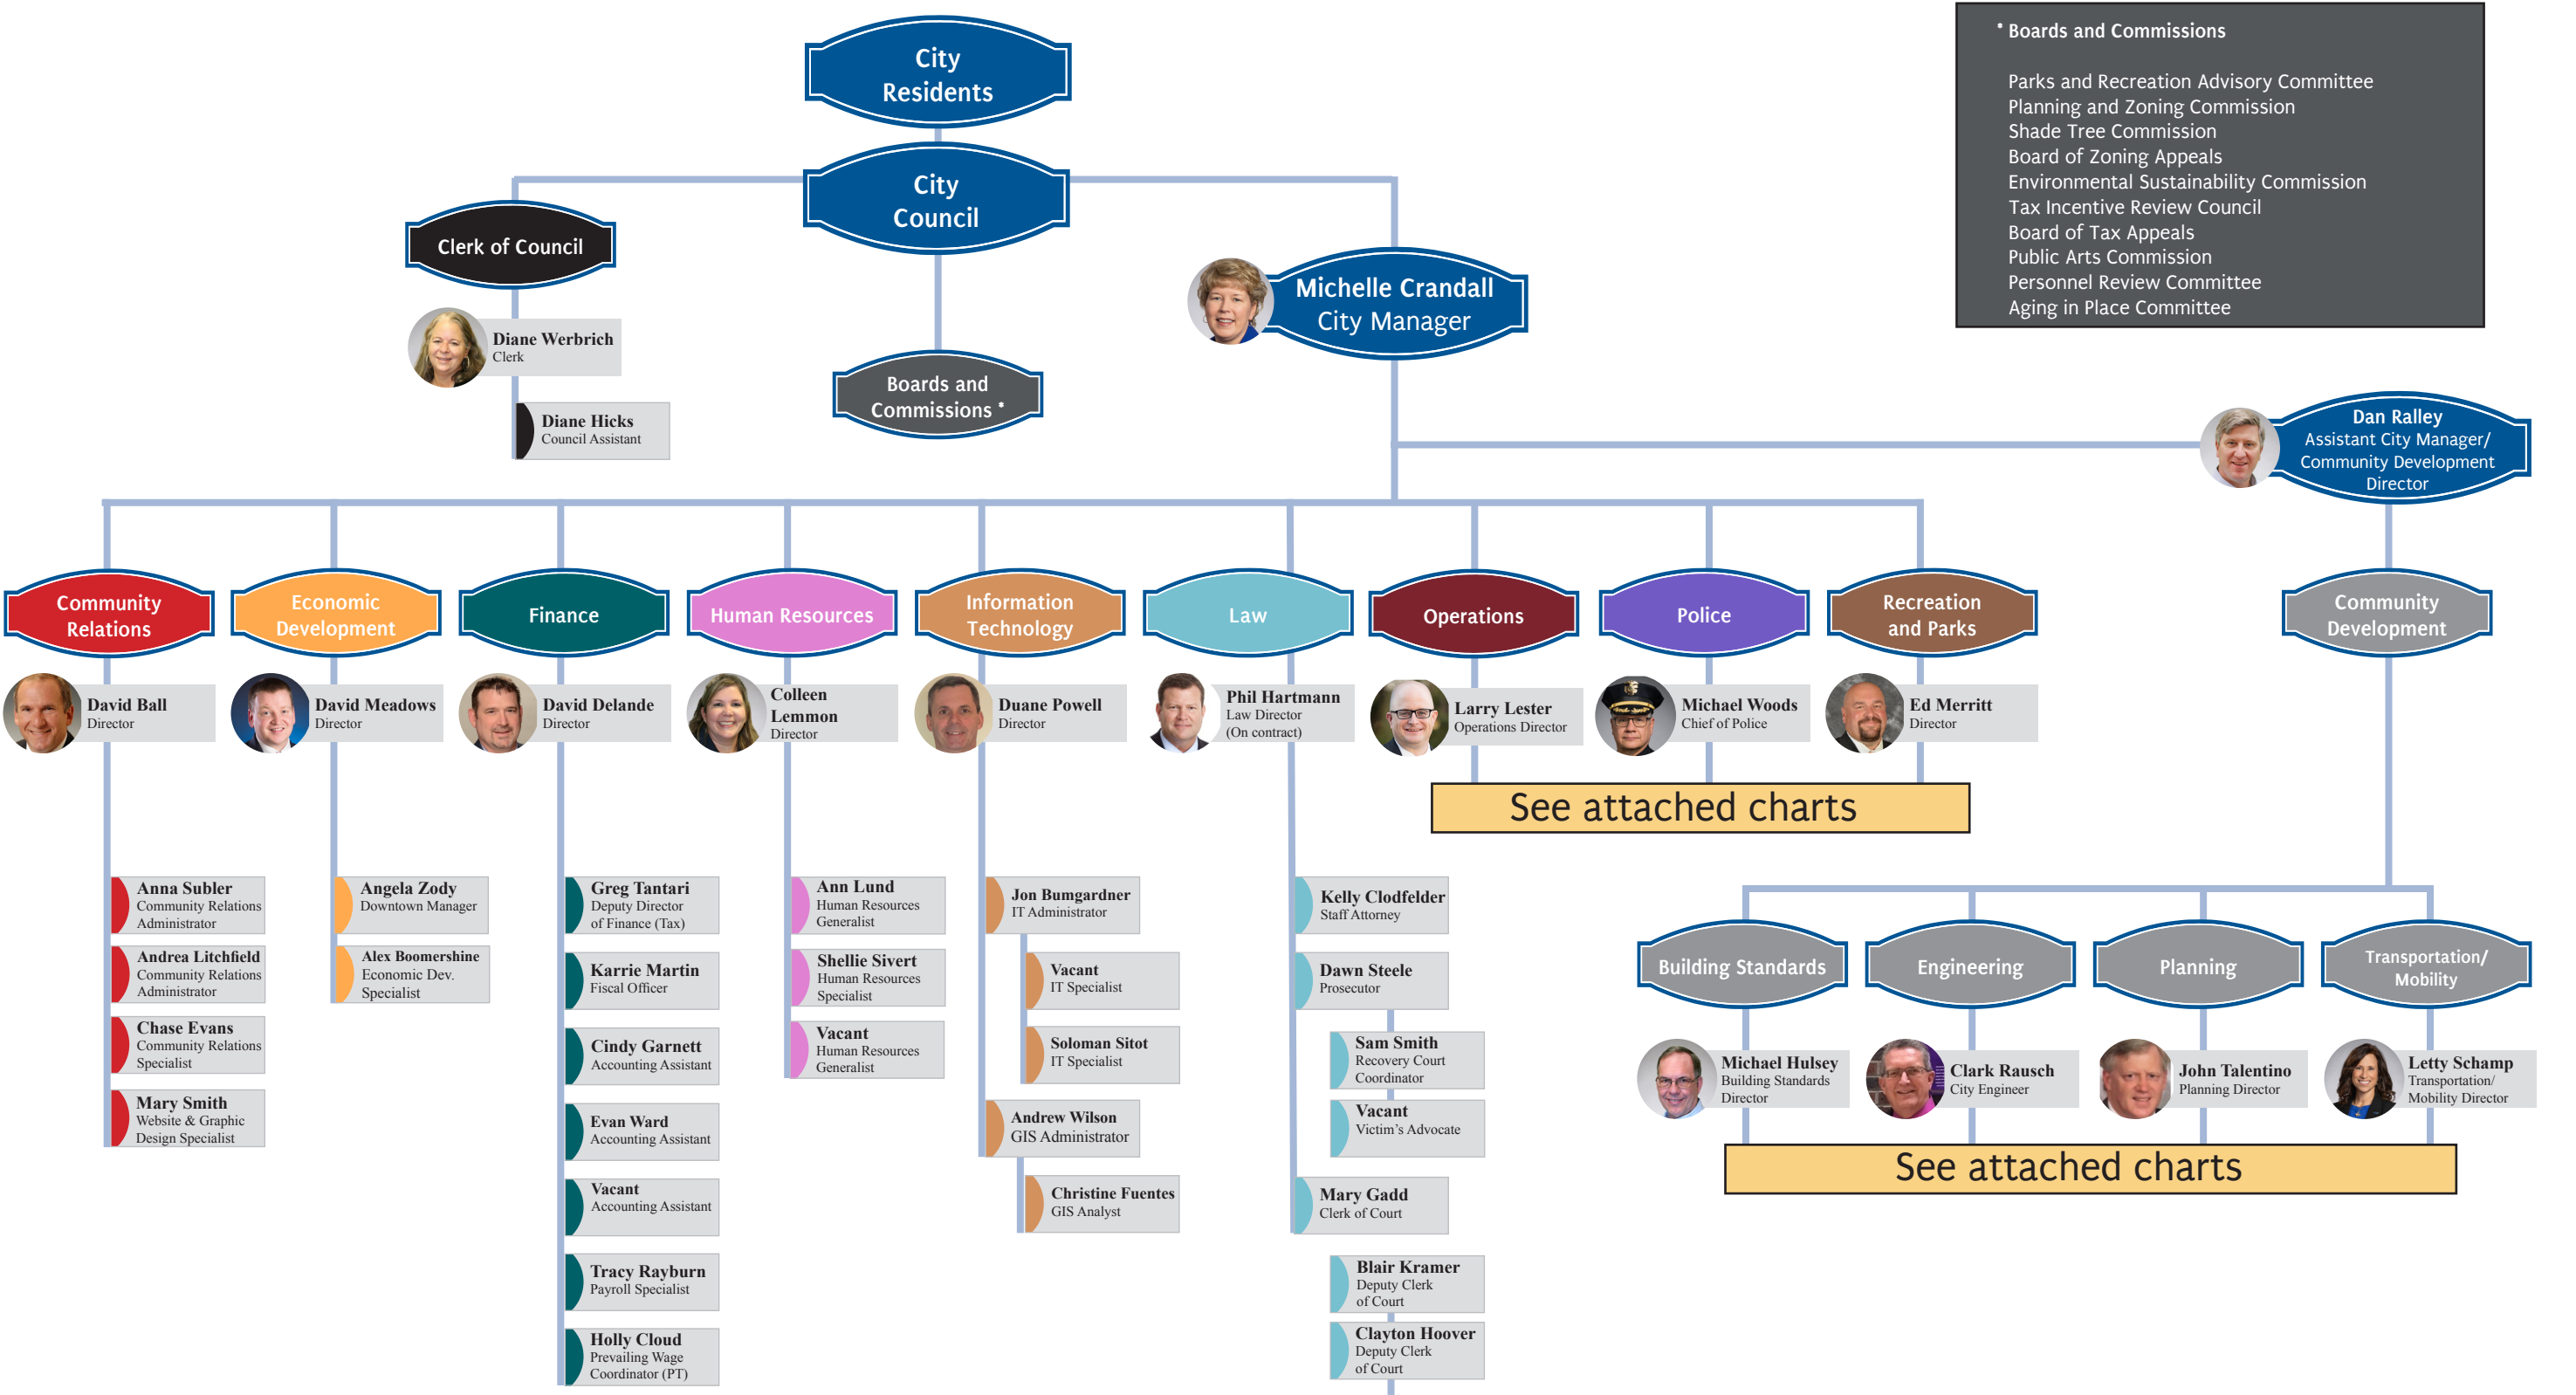 City
Residents
City
Council
* Boards and Commissions
Parks and Recreation Advisory Committee
Planning and Zoning Commission
Shade Tree Commission
Board of Zoning Appeals
Environmental Sustainability Commission
Tax Incentive Review Council
Board of Tax Appeals
Public Arts Commission
Personnel Review Committee
Aging in Place Committee
Clerk of Council
Diane Werbrich
Clerk
Diane Hicks
Council Assistant
Boards and
Commissions *
Michelle Crandall
City Manager
Dan Ralley
Assistant City Manager/
Community Development
Director
Community
Relations
David Ball
Director
Anna Subler
Community Relations
Administrator
Andrea Litchfield
Community Relations
Administrator
Chase Evans
Community Relations
Specialist
Mary Smith
Website & Graphic
Design Specialist
Economic
Development
David Meadows
Director
Angela Zody
Downtown Manager
Alex Boomershine
Economic Dev.
Specialist
Finance
David Delande
Director
Greg Tantari
Deputy Director
of Finance (Tax)
Karrie Martin
Fiscal Officer
Cindy Garnett
Accounting Assistant
Evan Ward
Accounting Assistant
Vacant
Accounting Assistant
Tracy Rayburn
Payroll Specialist
Holly Cloud
Prevailing Wage
Coordinator (PT)
Human Resources
Colleen
Lemmon
Director
Ann Lund
Human Resources
Generalist
Shellie Sivert
Human Resources
Specialist
Vacant
Human Resources
Generalist
Information
Technology
Duane Powell
Director
Jon Bumgardner
IT Administrator
Vacant
IT Specialist
Soloman Sitot
IT Specialist
Andrew Wilson
GIS Administrator
Christine Fuentes
GIS Analyst
Law
Phil Hartmann
Law Director
(On contract)
Kelly Clodfelder
Staff Attorney
Dawn Steele
Prosecutor
Sam Smith
Recovery Court
Coordinator
Vacant
Victim's Advocate
Mary Gadd
Clerk of Court
Blair Kramer
Deputy Clerk
of Court
Clayton Hoover
Deputy Clerk
of Court
Operations
Larry Lester
Operations Director
Police
Michael Woods
Chief of Police
Recreation
and Parks
Ed Merritt
Director
See attached charts
Community
Development
Building Standards
Michael Hulsey
Building Standards
Director
Engineering
Clark Rausch
City Engineer
Planning
John Talentino
Planning Director
Transportation/
Mobility
Letty Schamp
Transportation/
Mobility Director
See attached charts